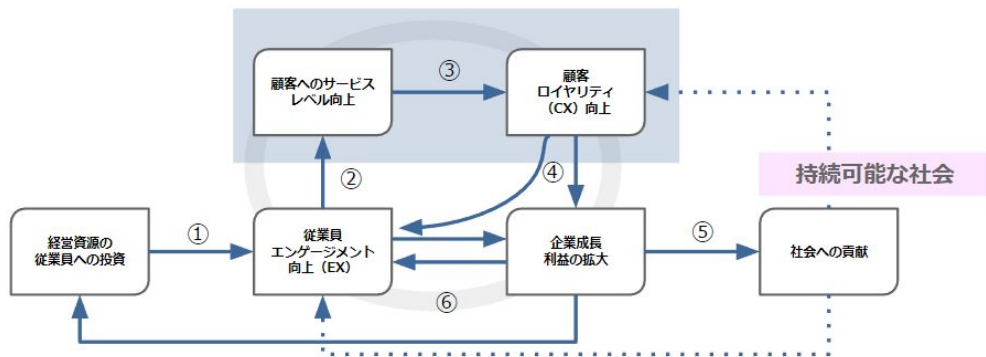 顧客へのサービス
レベル向上
③
顧客
ロイヤリティ
（CX）向上
②
④
持続可能な社会
経営資源の
従業員への投資
①
従業員
エンゲージメント
向上（EX）
企業成長
利益の拡大
⑤
社会への貢献
⑥